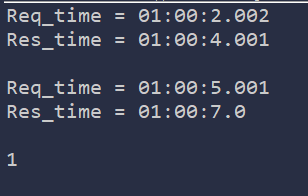 Req_time = 01:00:2.002
Res_time = 01:00:4.001
Req_time = 01:00:5.001
Res_time = 01:00:7.0
1